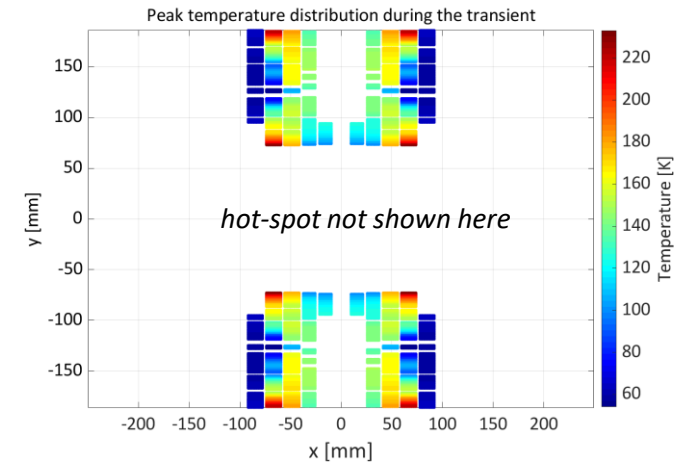 Peak temperature distribution during the transient
150
100
50
0
-50
-100
-150
y [mm]
hot-spot not shown here
-200 -150 -100 -50 0 50 100 150 200
x [mm]
220
200
180
160
140
120
100
80
60
Temperature [K]